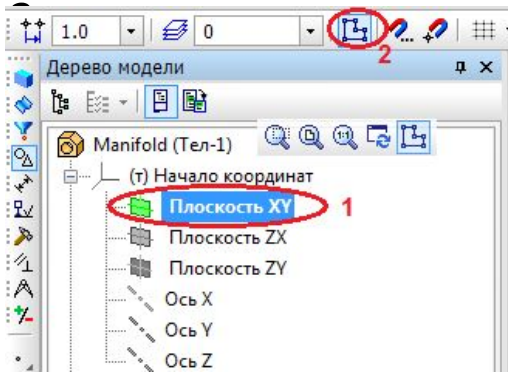 1.0 0
2
Дерево модели
Manifold (Тел-1)
(т) Начало координат
Плоскость XY 1
Плоскость ZX
Плоскость ZY
Ось X
Ось Y
Ось Z